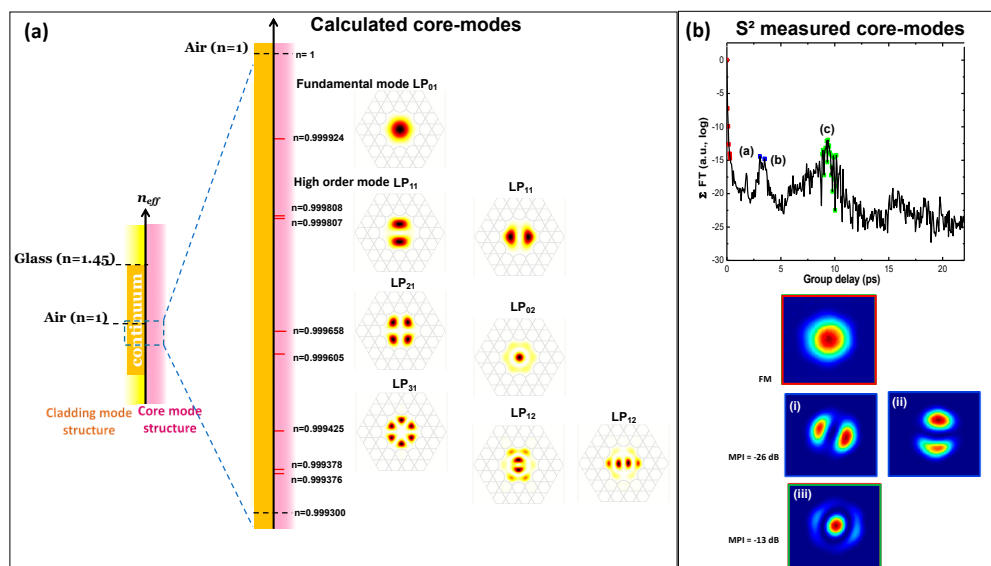 (a)
Calculated core-modes
Air (n=1)
n= 1
Fundamental mode LP01
n=0.999924
High order mode LP11
LP11
n=0.999808
n=0.999807
neff
Glass (n=1.45)
Air (n=1)
continuum
Cladding mode
structure
Core mode
structure
LP21
LP02
n=0.999658
n=0.999605
LP31
LP12
LP12
n=0.999425
n=0.999378
n=0.999376
n=0.999300
(b)
S² measured core-modes
Σ FT (a.u., log)
5
0
-5
-10
-15
-20
-25
-30
(a)
(b)
(c)
0
5
10
15
20
Group delay (ps)
FM
(i)
(ii)
MPI = -26 dB
(iii)
MPI = -13 dB